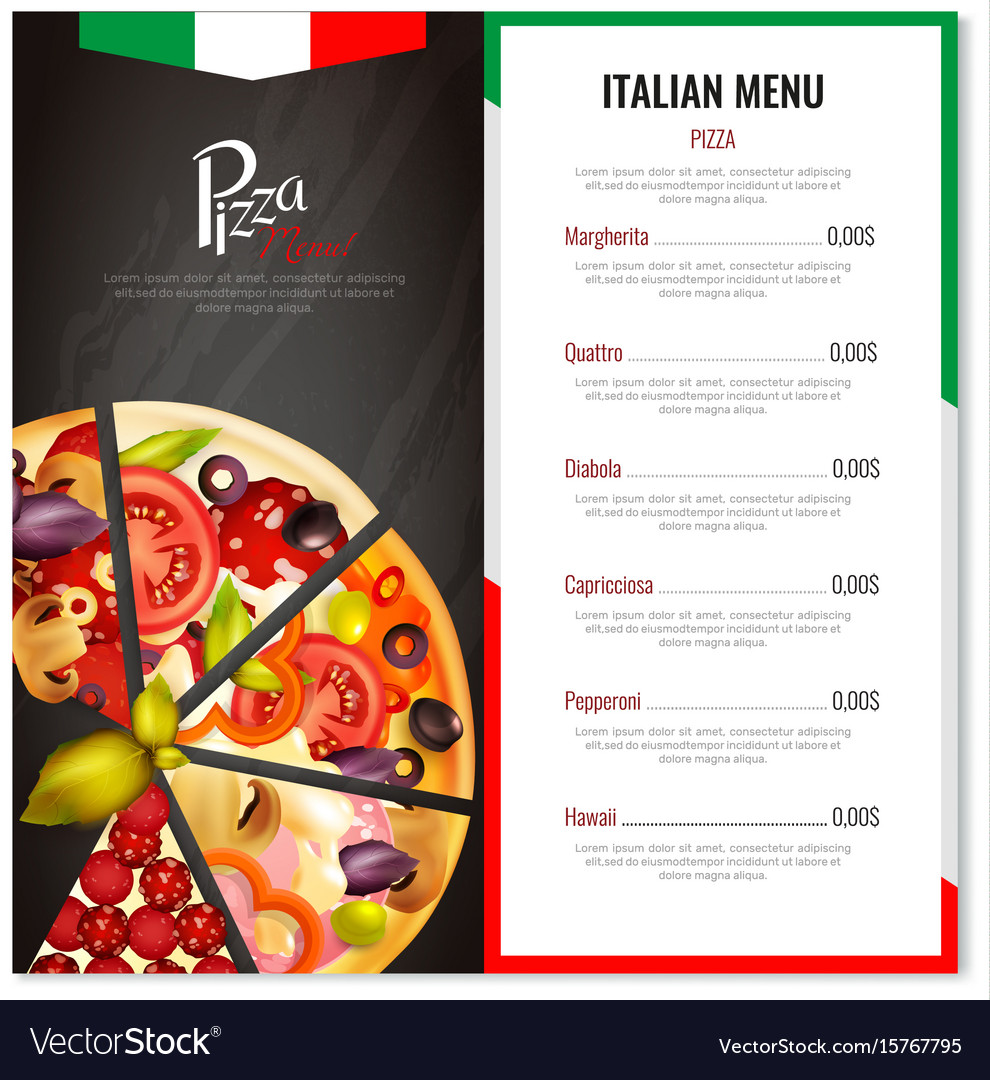 Pizza
Menu!
Lorem ipsum dolor sit amet, consectetur adipiscing
elit,sed do eiusmodtempor incididunt ut labore et
dolore magna aliqua.
ITALIAN MENU
PIZZA
Lorem ipsum dolor sit amet, consectetur adipiscing
elit,sed do eiusmodtempor incididunt ut labore et
dolore magna aliqua.
Margherita ........................................... 0,00$
Lorem ipsum dolor sit amet, consectetur adipiscing
elit,sed do eiusmodtempor incididunt ut labore et
dolore magna aliqua.
Quattro .................................................. 0,00$
Lorem ipsum dolor sit amet, consectetur adipiscing
elit,sed do eiusmodtempor incididunt ut labore et
dolore magna aliqua.
Diabola ................................................... 0,00$
Lorem ipsum dolor sit amet, consectetur adipiscing
elit,sed do eiusmodtempor incididunt ut labore et
dolore magna aliqua.
Capricciosa ........................................... 0,00$
Lorem ipsum dolor sit amet, consectetur adipiscing
elit,sed do eiusmodtempor incididunt ut labore et
dolore magna aliqua.
Pepperoni .............................................. 0,00$
Lorem ipsum dolor sit amet, consectetur adipiscing
elit,sed do eiusmodtempor incididunt ut labore et
dolore magna aliqua.
Hawaii .................................................... 0,00$
Lorem ipsum dolor sit amet, consectetur adipiscing
elit,sed do eiusmodtempor incididunt ut labore et
dolore magna aliqua.
VectorStock®
VectorStock.com/15767795